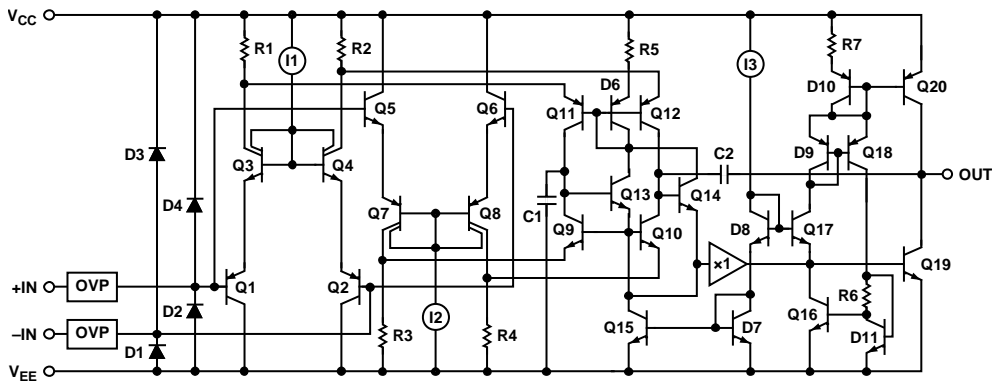 VCC
R1
I1
R2
R5
I3
R7
D6
D10
Q20
Q5
Q6
Q11
Q12
D3
Q3
Q4
C2
D9
Q18
OUT
D4
Q7
Q8
C1
Q13
Q14
Q9
Q10
D8
Q17
×1
Q19
+IN
OVP
Q1
Q2
D2
R6
–IN
OVP
I2
R3
R4
Q15
D7
Q16
D11
D1
VEE